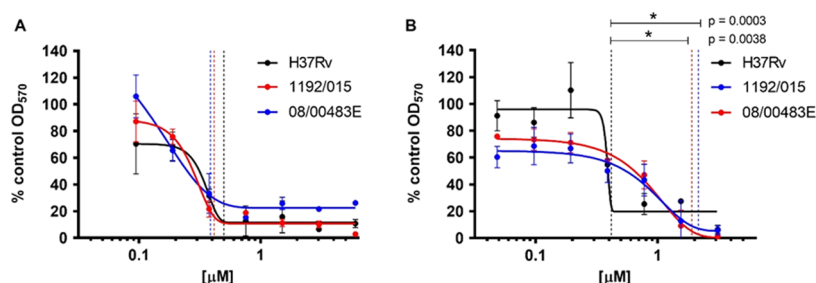 A
140
120
100
80
60
40
20
0
% control OD570
0.1
1
[µM]
H37Rv
1192/015
08/00483E
B
140
120
100
80
60
40
20
0
% control OD570
0.1
1
[µM]
* p = 0.0003
* p = 0.0038
H37Rv
1192/015
08/00483E